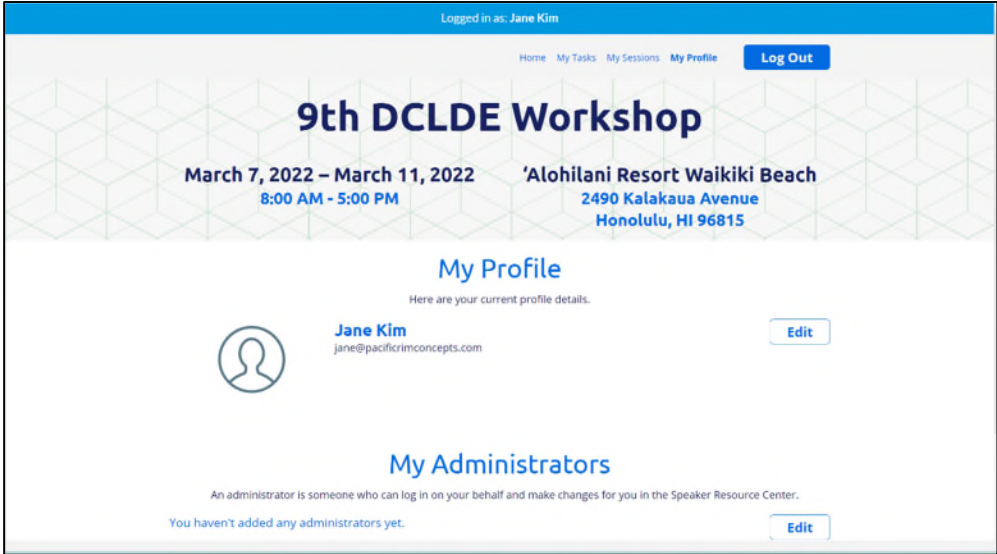 Logged in as: Jane Kim
Home My Tasks My Sessions My Profile Log Out
9th DCLDE Workshop
March 7, 2022 – March 11, 2022
8:00 AM - 5:00 PM
‘Alohilani Resort Waikiki Beach
2490 Kalakaua Avenue
Honolulu, HI 96815
My Profile
Here are your current profile details.
Jane Kim
jane@pacificrimconcepts.com
Edit
My Administrators
An administrator is someone who can log in on your behalf and make changes for you in the Speaker Resource Center.
You haven't added any administrators yet.
Edit